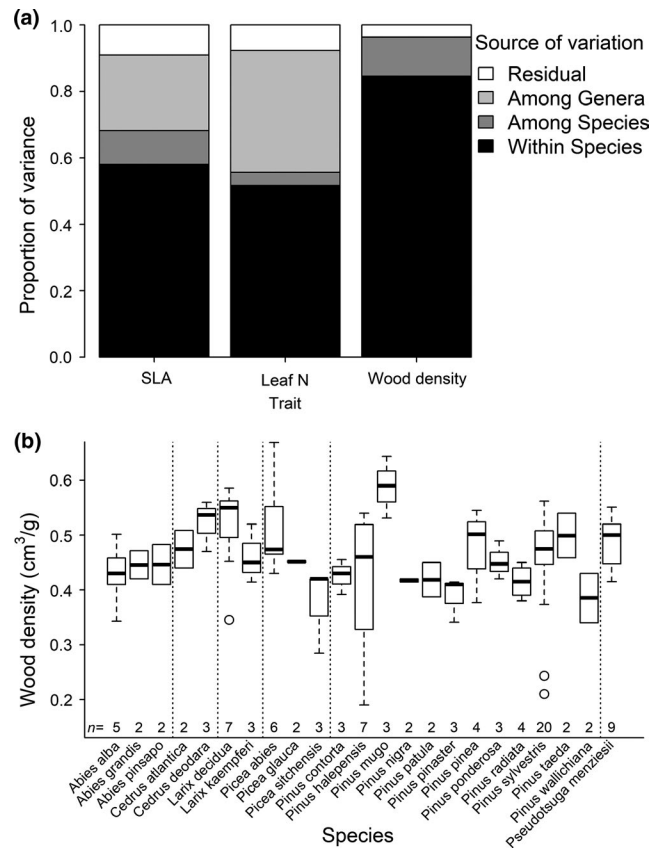 (a)
1.0
0.8
0.6
0.4
0.2
0.0
Proportion of variance
SLA
Leaf N
Wood density
Trait
Source of variation
Residual
Among Genera
Among Species
Within Species
(b)
0.6
0.5
0.4
0.3
0.2
Wood density (cm³/g)
n= 5 2 2 2 3 7 3 6 2 3 3 7 3 2 2 3 4 3 4 20 2 2 9
Abies alba
Abies grandis
Abies pinsapo
Cedrus atlantica
Cedrus deodara
Larix decidua
Larix kaempferi
Picea abies
Picea glauca
Picea sitchensis
Pinus contorta
Pinus halepensis
Pinus mugo
Pinus nigra
Pinus patula
Pinus pinaster
Pinus pinea
Pinus ponderosa
Pinus radiata
Pinus sylvestris
Pinus taeda
Pinus wallichiana
Pseudotsuga menziesii
Species